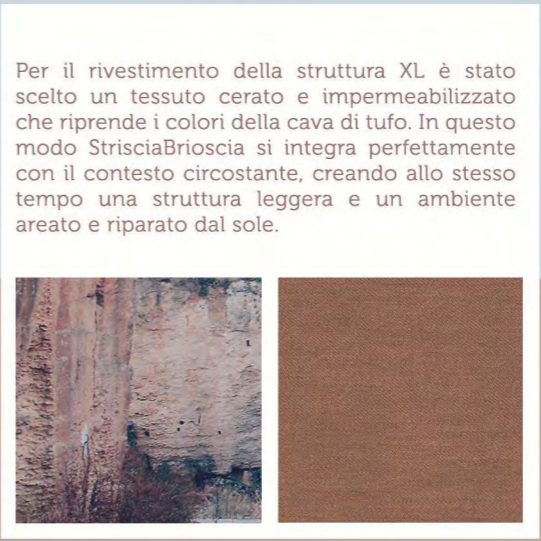 Per il rivestimento della struttura XL è stato
scelto un tessuto cerato e impermeabilizzato
che riprende i colori della cava di tufo. In questo
modo StrisciaBrioscia si integra perfettamente
con il contesto circostante, creando allo stesso
tempo una struttura leggera e un ambiente
areato e riparato dal sole.